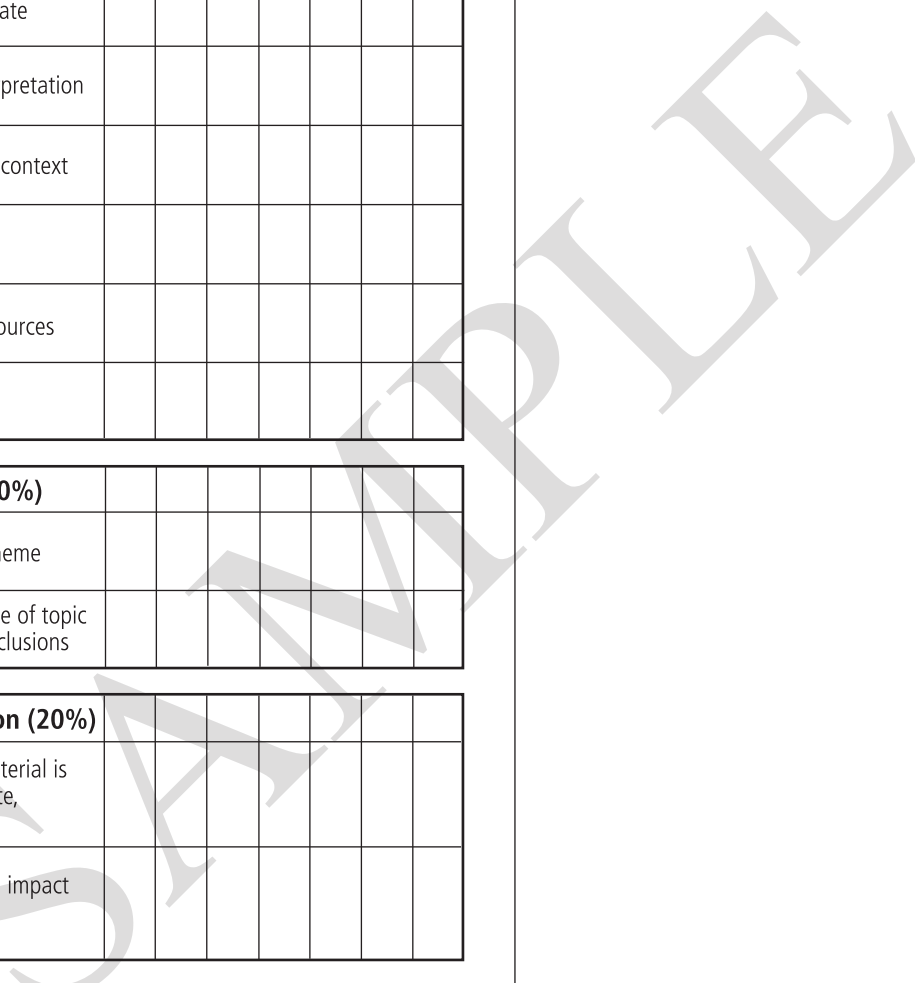 ate
pretation
context
ources
0%)
eme
e of topic
clusions
on (20%)
terial is
te,
impact
SAMPLE